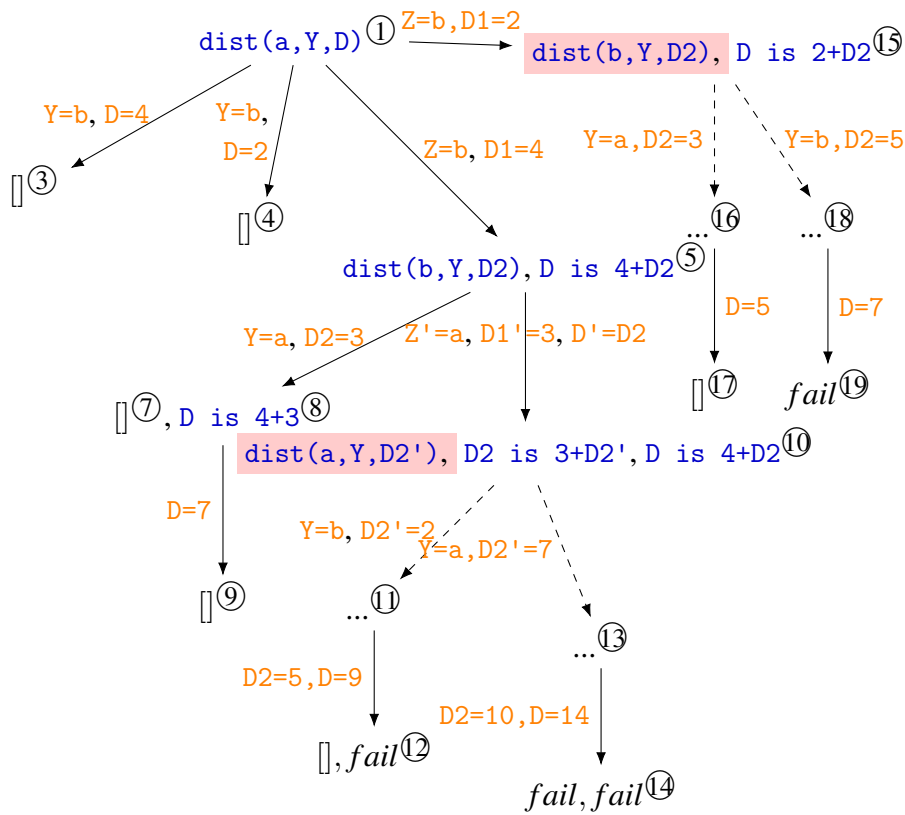 dist(a,Y,D)①
Z=b,D1=2
dist(b,Y,D2), D is 2+D2⑮
Y=b, D=4
Y=b,
D=2
Z=b, D1=4
Y=a,D2=3
Y=b,D2=5
[]③
[]④
...⑯
...⑱
dist(b,Y,D2),D is 4+D2⑤
D=5
D=7
Y=a, D2=3
Z'=a, D1'=3, D'=D2
[]⑰
fail⑲
[]⑦, D is 4+3⑧
dist(a,Y,D2'), D2 is 3+D2',D is 4+D2⑩
D=7
Y=b, D2'=2
Y=a,D2'=7
[]⑨
...⑪
...⑬
D2=5,D=9
D2=10,D=14
[],fail⑫
fail,fail⑭